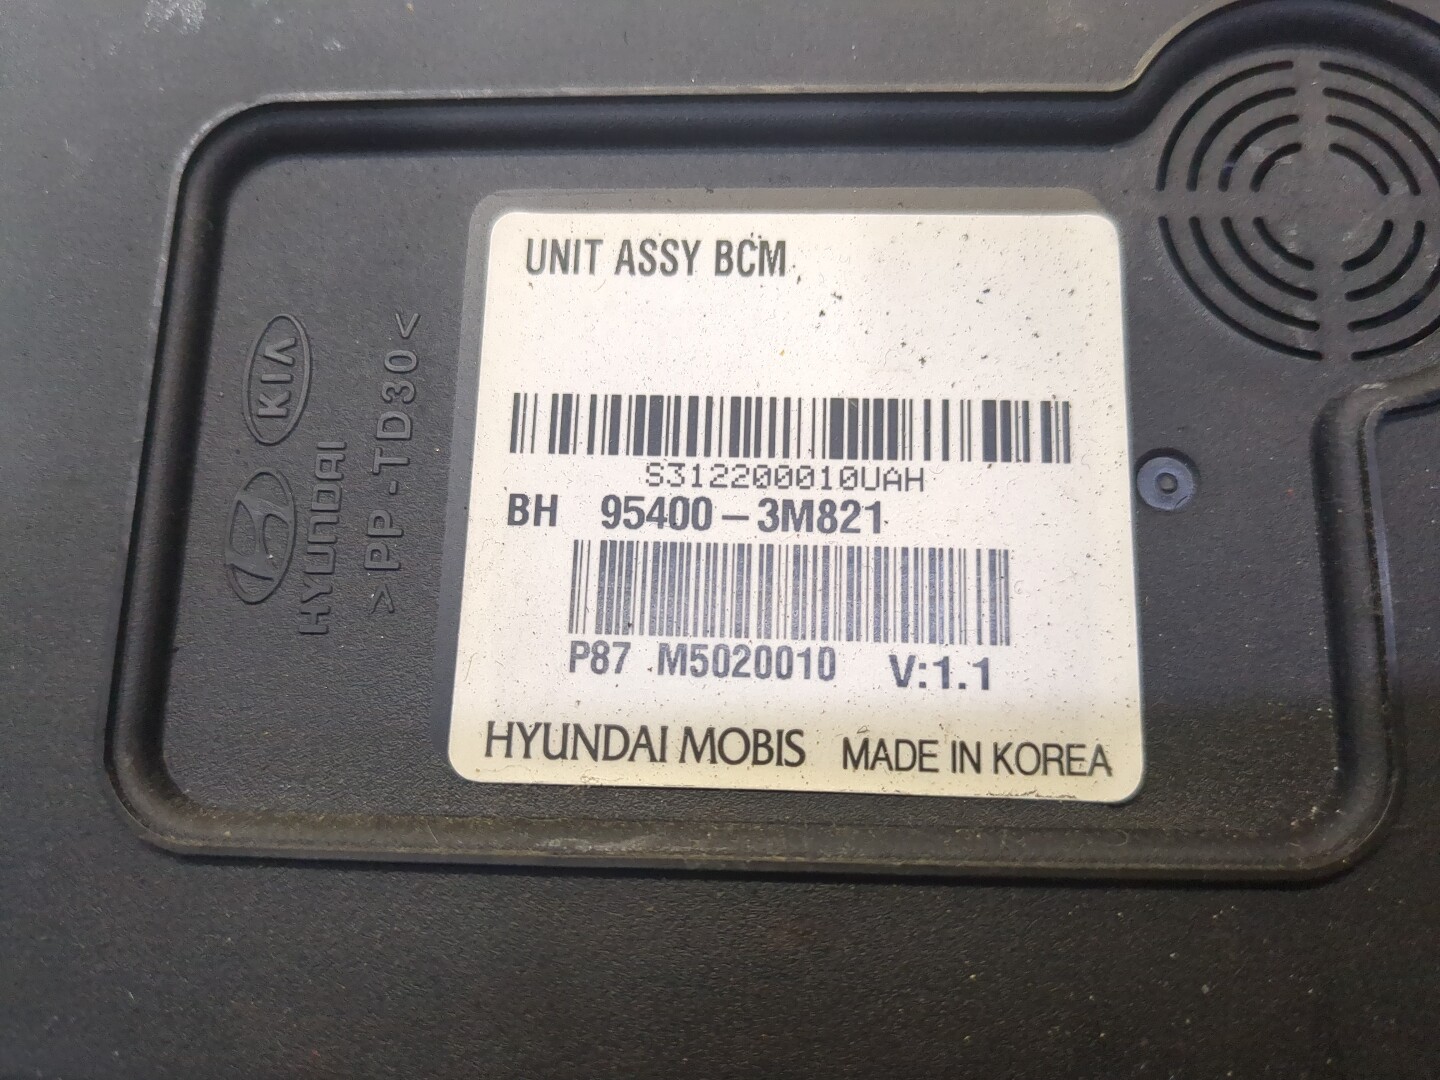 UNIT ASSY BCM
S312200010UAH
BH 95400-3M821
P87 M5020010 V:1.1
HYUNDAI MOBIS MADE IN KOREA
KIA
HYUNDAI
>PP-TD30<